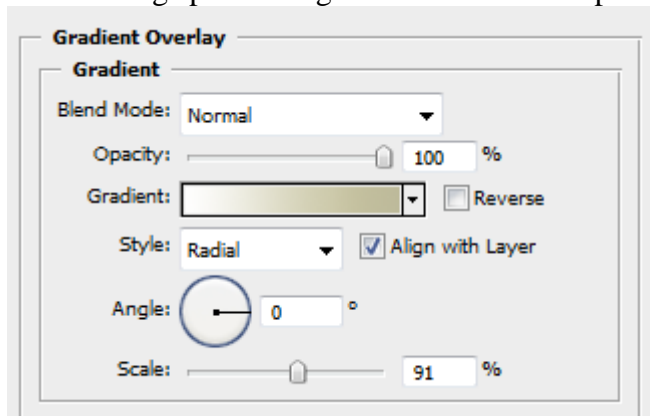 Gradient Overlay
Gradient
Blend Mode: Normal
Opacity: 100 %
Gradient: Reverse
Style: Radial Align with Layer
Angle: 0 °
Scale: 91 %